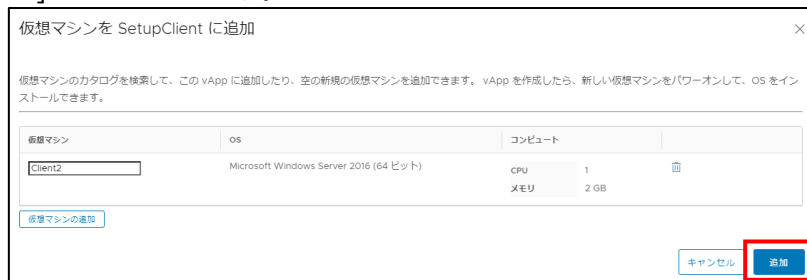 仮想マシンを SetupClient に追加
仮想マシンのカタログを検索して、この vApp に追加したり、空の新規の仮想マシンを追加できます。 vApp を作成したら、新しい仮想マシンをパワーオンして、OS をイン
ストールできます。
仮想マシン OS コンピュート
Client2 Microsoft Windows Server 2016 (64 ビット) CPU 1
メモリ 2 GB
仮想マシンの追加
キャンセル 追加